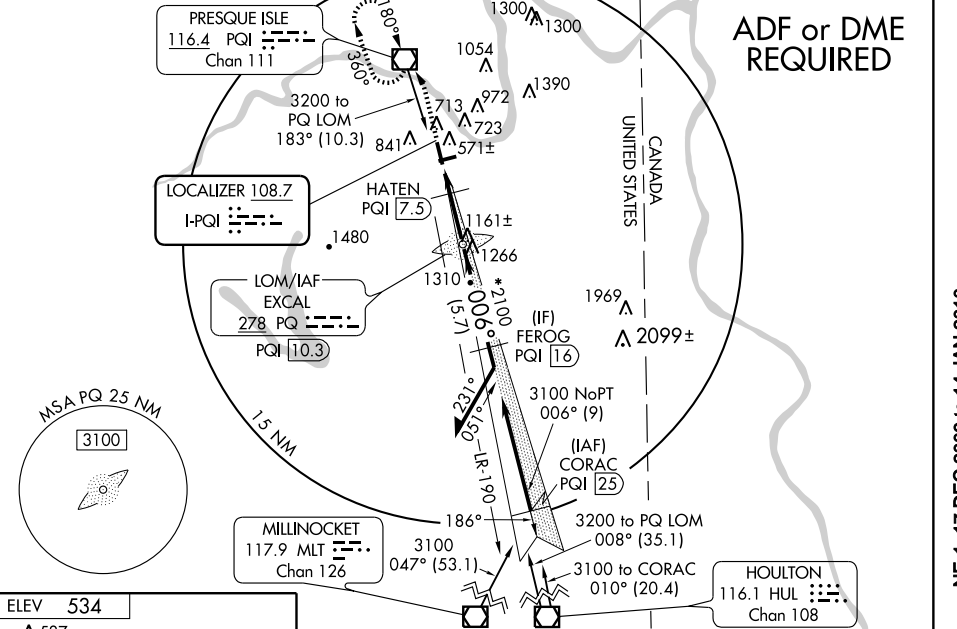 PRESQUE ISLE
116.4 PQI
Chan 111
180°
360°
1300
1300
ADF or DME
REQUIRED
1054
1390
3200 to
PQ LOM
183° (10.3)
713
972
723
841
571±
UNITED STATES
CANADA
LOCALIZER 108.7
I-PQI
HATEN
PQI 7.5
1161±
1480
1266
1310
LOM/IAF
EXCAL
278 PQ
PQI 10.3
*2100
006°
(5.7)
(IF)
FEROG
PQI 16
1969
2099±
231°
051°
3100 NoPT
006° (9)
MSA PQ 25 NM
3100
15 NM
LR-190
(IAF)
CORAC
PQI 25
186°
MILLINOCKET
117.9 MLT
Chan 126
3100
047° (53.1)
3200 to PQ LOM
008° (35.1)
3100 to CORAC
010° (20.4)
HOULTON
116.1 HUL
Chan 108
ELEV 534